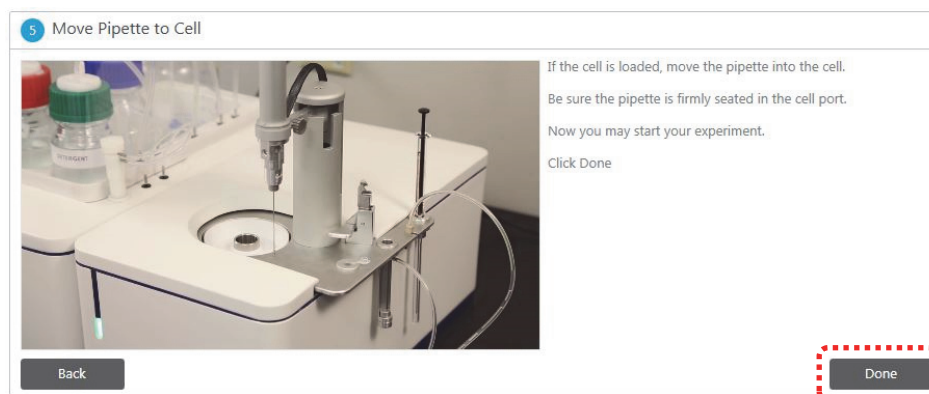 5 Move Pipette to Cell
If the cell is loaded, move the pipette into the cell.
Be sure the pipette is firmly seated in the cell port.
Now you may start your experiment.
Click Done
DETERGENT
Back
Done